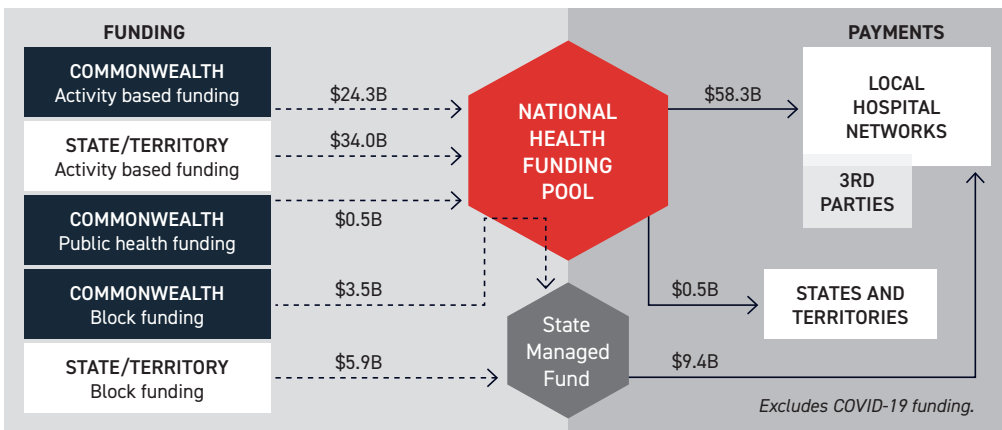 FUNDING
COMMONWEALTH
Activity based funding
$24.3B
STATE/TERRITORY
Activity based funding
$34.0B
COMMONWEALTH
Public health funding
$0.5B
COMMONWEALTH
Block funding
$3.5B
STATE/TERRITORY
Block funding
$5.9B
NATIONAL
HEALTH
FUNDING
POOL
State
Managed
Fund
PAYMENTS
$58.3B
LOCAL
HOSPITAL
NETWORKS
3RD
PARTIES
$0.5B
STATES AND
TERRITORIES
$9.4B
Excludes COVID-19 funding.